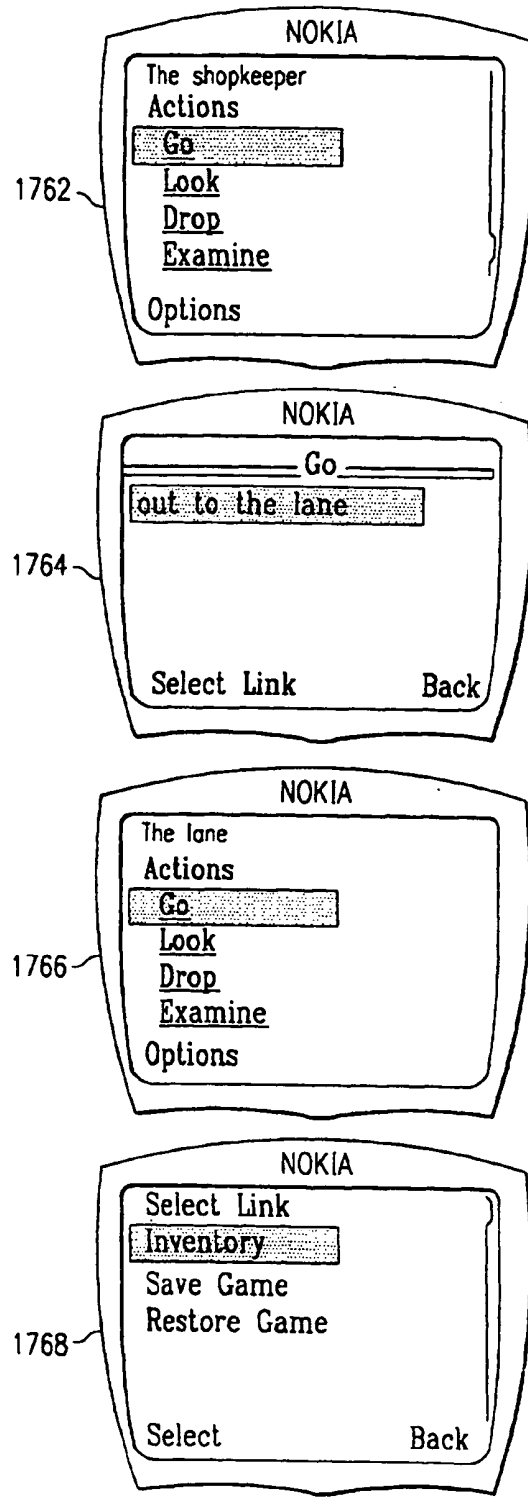 NOKIA
The shopkeeper
Actions
Go
Look
Drop
Examine
Options
1762
NOKIA
Go
out to the lane
Select Link Back
1764
NOKIA
The lane
Actions
Go
Look
Drop
Examine
Options
1766
NOKIA
Select Link
Inventory
Save Game
Restore Game
Select Back
1768